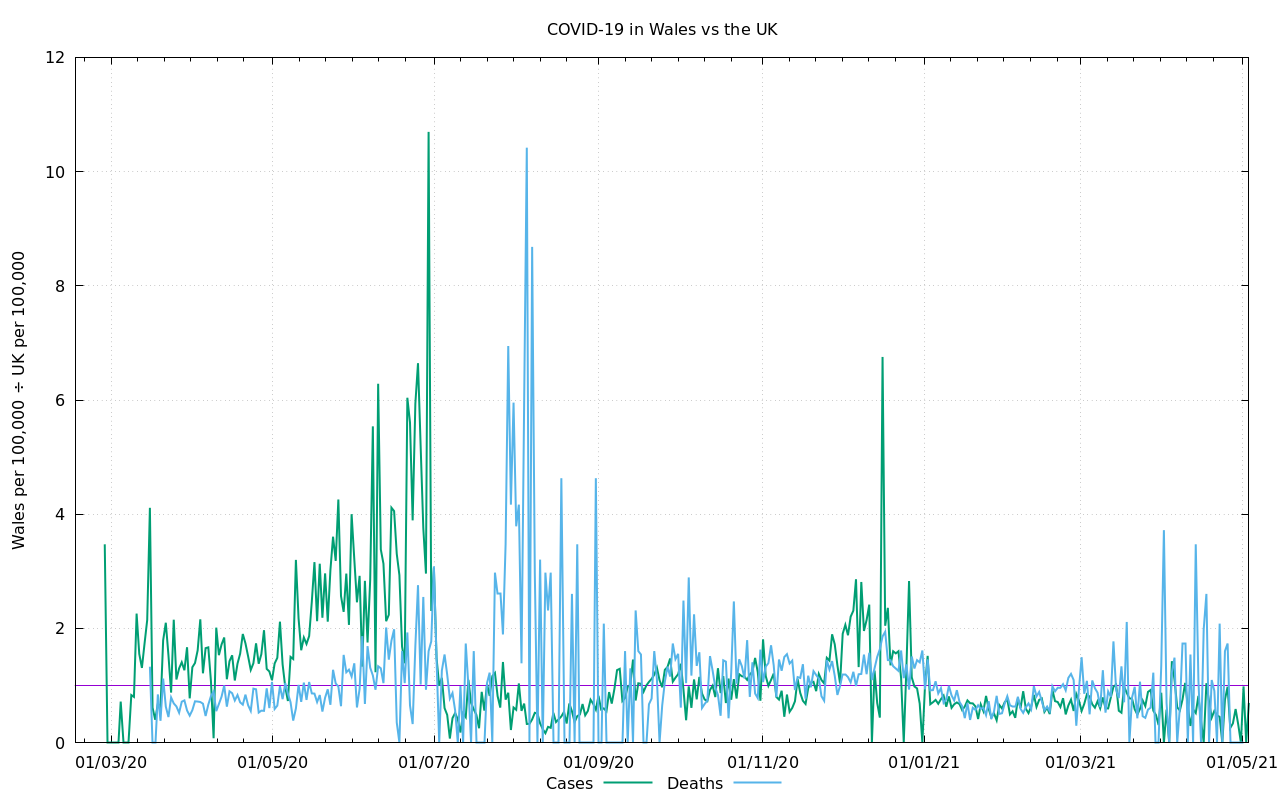 COVID-19 in Wales vs the UK
Wales per 100,000 ÷ UK per 100,000
12
10
8
6
4
2
0
01/03/20 01/05/20 01/07/20 01/09/20 01/11/20 01/01/21 01/03/21 01/05/21
Cases Deaths